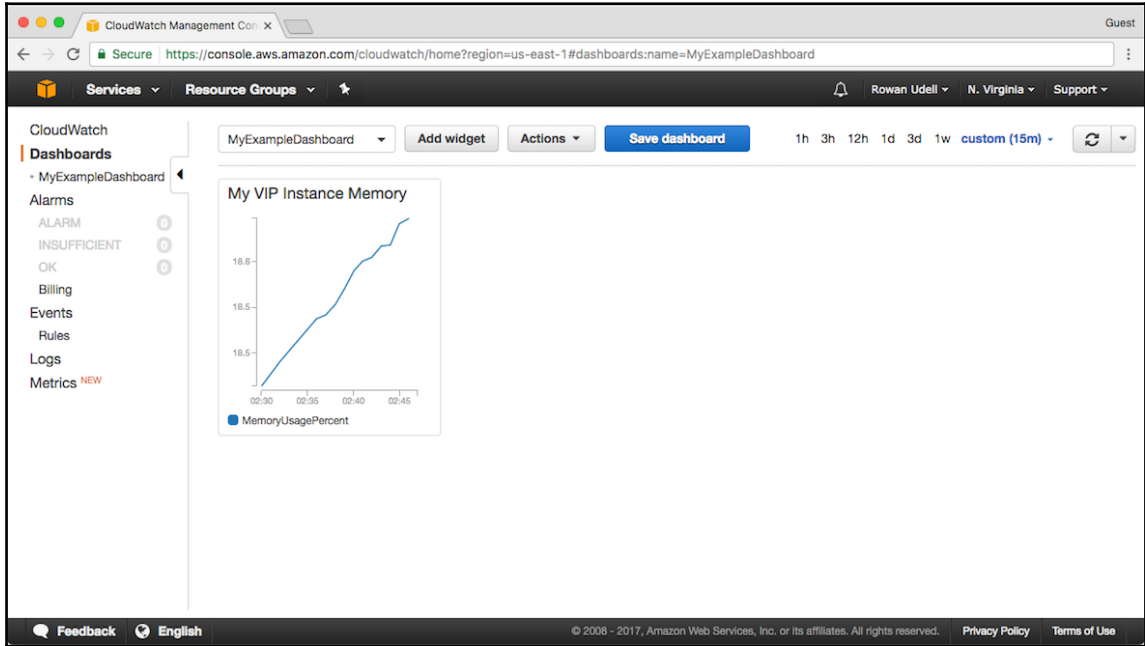 CloudWatch Management Con
Guest
Secure https://console.aws.amazon.com/cloudwatch/home?region=us-east-1#dashboards:name=MyExampleDashboard
Services Resource Groups Rowan Udell N. Virginia Support
CloudWatch
Dashboards
MyExampleDashboard
Alarms
ALARM 0
INSUFFICIENT 0
OK 0
Billing
Events
Rules
Logs
Metrics NEW
MyExampleDashboard Add widget Actions Save dashboard 1h 3h 12h 1d 3d 1w custom (15m)
My VIP Instance Memory
18.6
18.5
18.5
02:30 02:35 02:40 02:45
MemoryUsagePercent
Feedback English © 2008 - 2017, Amazon Web Services, Inc. or its affiliates. All rights reserved. Privacy Policy Terms of Use